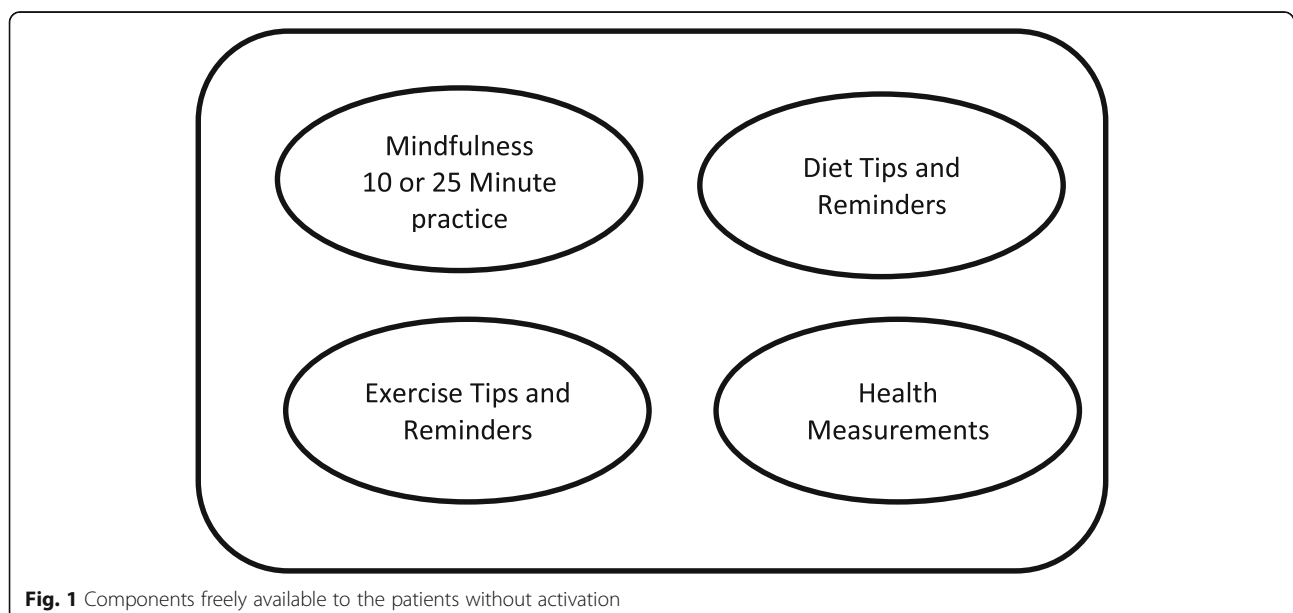 Mindfulness
10 or 25 Minute
practice
Diet Tips and
Reminders
Exercise Tips and
Reminders
Health
Measurements
Fig. 1 Components freely available to the patients without activation